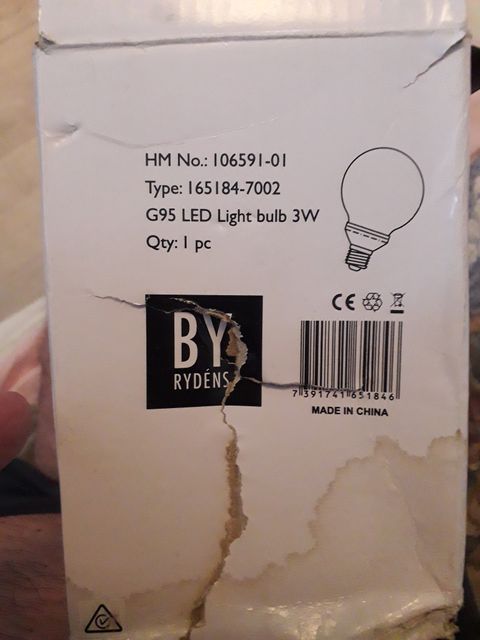 HM No.: 106591-01
Type: 165184-7002
G95 LED Light bulb 3W
Qty: 1 pc
CE
BY
RYDÉNS
7 391741 651846
MADE IN CHINA